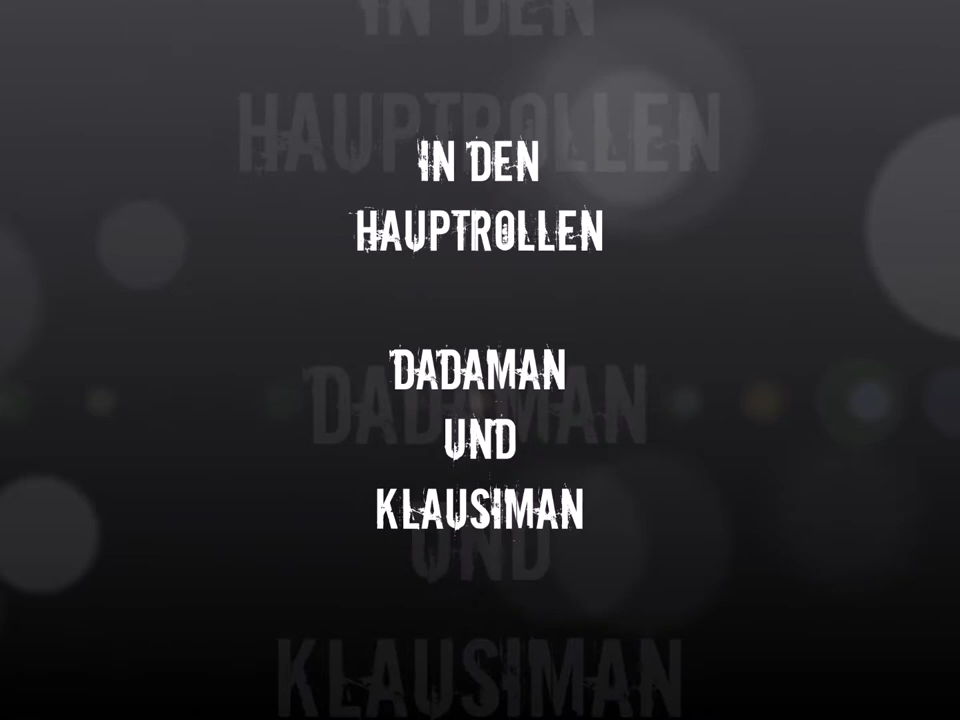 IN DEN
HAUPTROLLEN
DADAMAN
UND
KLAUSIMAN